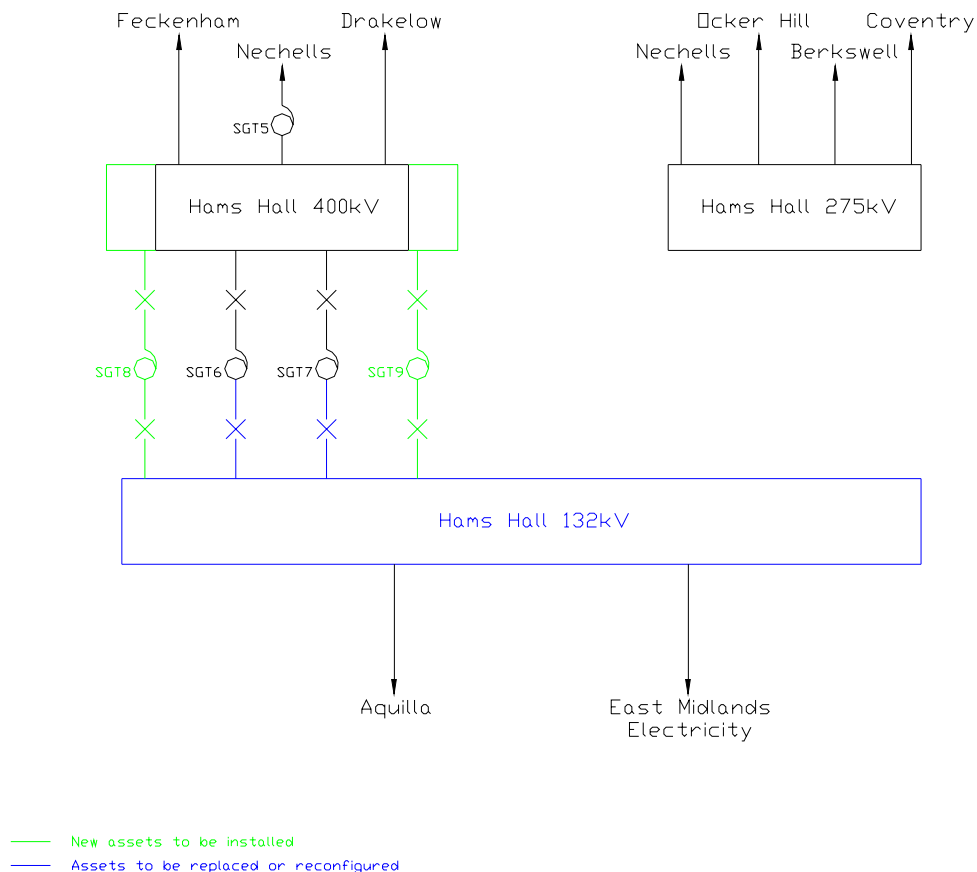 Feckenham
Drakelow
Ocker Hill
Coventry
Nechells
Nechells
Berkswell
SGT5
Hams Hall 400kV
Hams Hall 275kV
SGT8
SGT6
SGT7
SGT9
Hams Hall 132kV
Aquilla
East Midlands
Electricity
New assets to be installed
Assets to be replaced or reconfigured